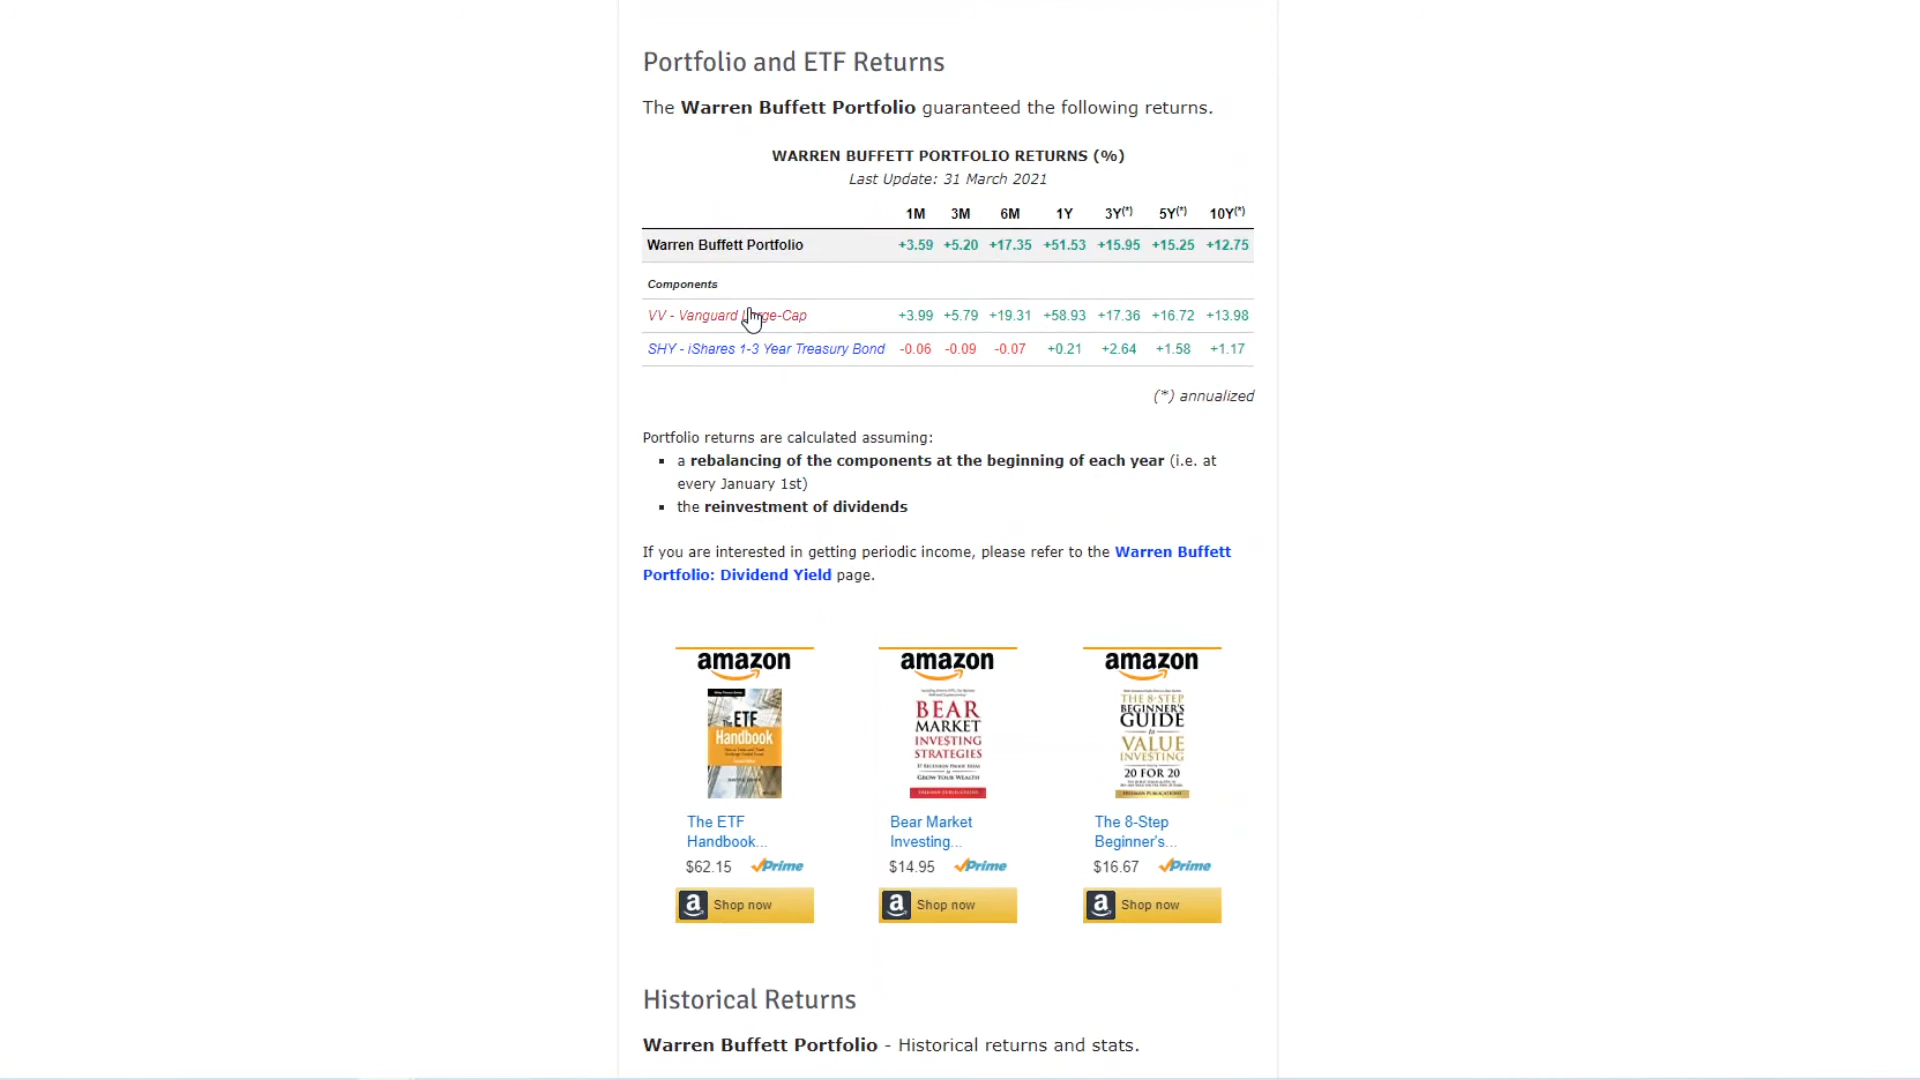 Portfolio and ETF Returns
The Warren Buffett Portfolio guaranteed the following returns.
WARREN BUFFETT PORTFOLIO RETURNS (%)
Last Update: 31 March 2021
1M 3M 6M 1Y 3Y(*) 5Y(*) 10Y(*)
Warren Buffett Portfolio +3.59 +5.20 +17.35 +51.53 +15.95 +15.25 +12.75
Components
VV - Vanguard Large-Cap +3.99 +5.79 +19.31 +58.93 +17.36 +16.72 +13.98
SHY - iShares 1-3 Year Treasury Bond -0.06 -0.09 -0.07 +0.21 +2.64 +1.58 +1.17
(*) annualized
Portfolio returns are calculated assuming:
▪ a rebalancing of the components at the beginning of each year (i.e. at
every January 1st)
▪ the reinvestment of dividends
If you are interested in getting periodic income, please refer to the Warren Buffett
Portfolio: Dividend Yield page.
amazon
The ETF
Handbook
The ETF
Handbook...
$62.15 Prime
a Shop now
amazon
BEAR
MARKET
INVESTING
STRATEGIES
GROW YOUR WEALTH
Bear Market
Investing...
$14.95 Prime
a Shop now
amazon
THE 8-STEP
BEGINNER'S
GUIDE
to
VALUE
INVESTING
20 FOR 20
The 8-Step
Beginner's...
$16.67 Prime
a Shop now
Historical Returns
Warren Buffett Portfolio - Historical returns and stats.